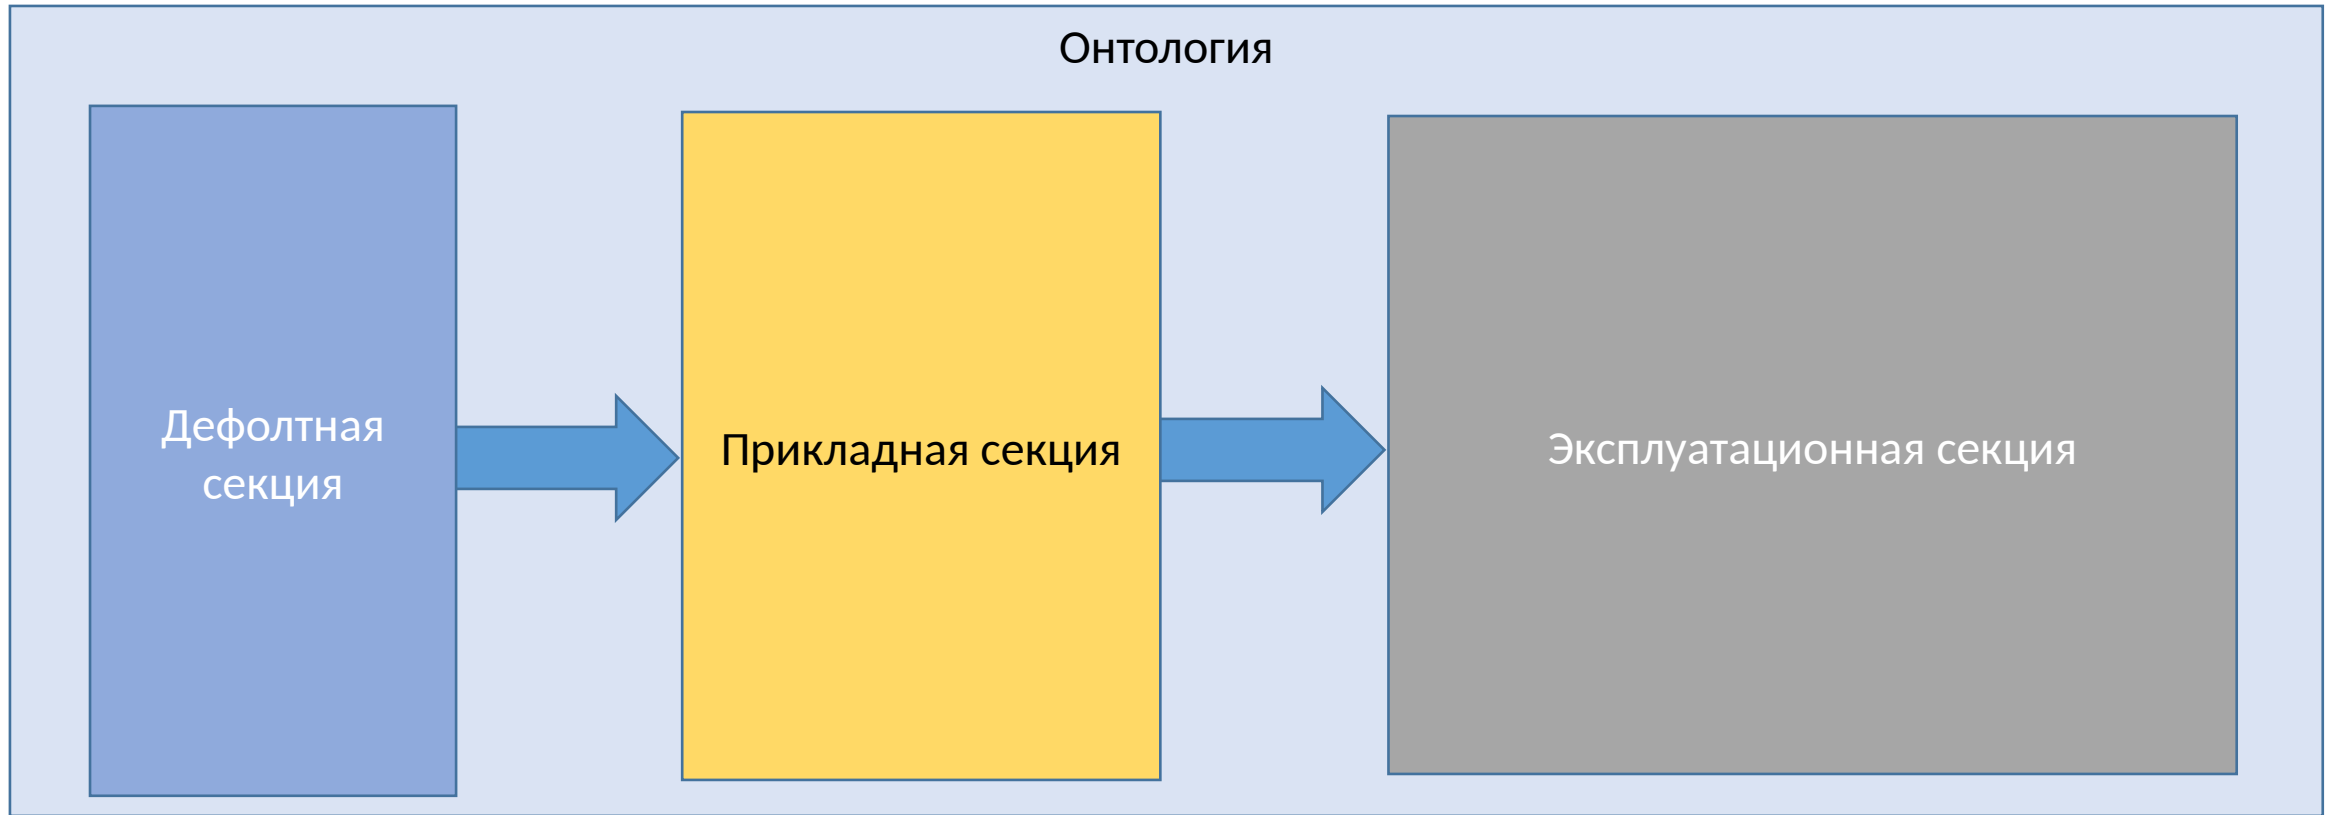 Онтология
Дефолтная
секция
Прикладная секция
Эксплуатационная секция